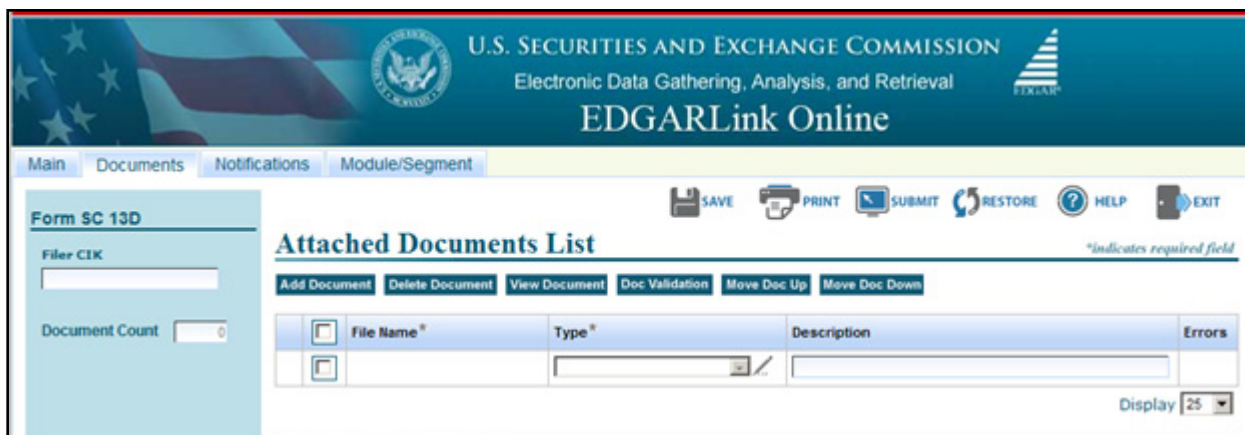 U.S. SECURITIES AND EXCHANGE COMMISSION
Electronic Data Gathering, Analysis, and Retrieval
EDGAR®
EDGARLink Online
Main Documents Notifications Module/Segment
SAVE PRINT SUBMIT RESTORE HELP EXIT
Form SC 13D
Attached Documents List
*indicates required field
Filer CIK
Add Document Delete Document View Document Doc Validation Move Doc Up Move Doc Down
Document Count 0
File Name* Type* Description Errors
Display 25